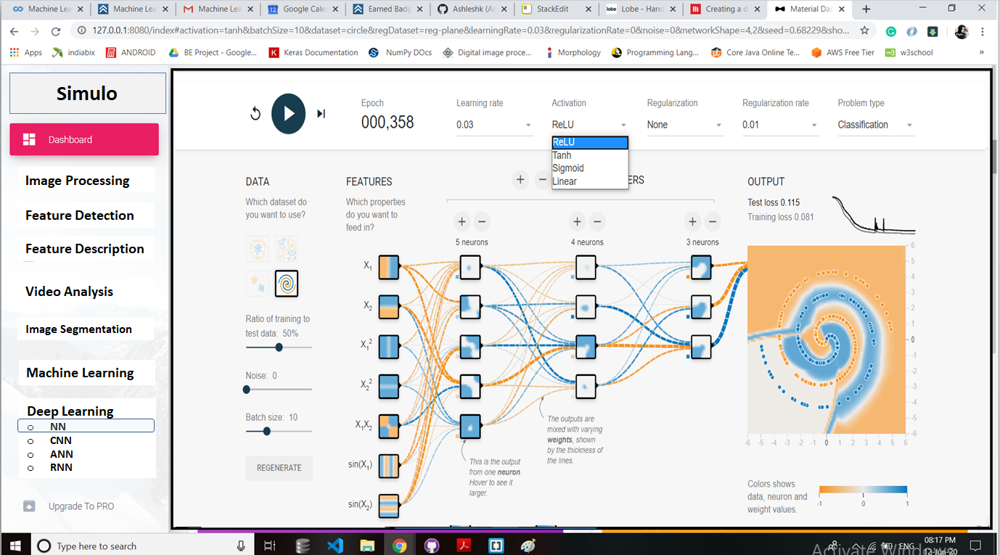 Machine Lea
Machine Lea
Machine Lea
Google Cale
Earned Badg
Ashleshk (As
StackEdit
lobe Lobe - Hand
Creating a d
Material Das
127.0.0.1:8080/index#activation=tanh&batchSize=10&dataset=circle&regDataset=reg-plane&learningRate=0.03&regularizationRate=0&noise=0&networkShape=4,2&seed=0.68229&sho...
Apps
indiabix
ANDROID
BE Project - Google...
Keras Documentation
NumPy DOcs
Digital image proce...
Morphology
Programming Lang...
Core Java Online Te...
AWS Free Tier
w3school
»
Simulo
Dashboard
Image Processing
Feature Detection
Feature Description
Video Analysis
Image Segmentation
Machine Learning
Deep Learning
NN
CNN
ANN
RNN
Upgrade To PRO
Epoch
000,358
Learning rate
0.03
Activation
ReLU
ReLU
Tanh
Sigmoid
Linear
Regularization
None
Regularization rate
0.01
Problem type
Classification
DATA
Which dataset do
you want to use?
Ratio of training to
test data: 50%
Noise: 0
Batch size: 10
REGENERATE
FEATURES
Which properties
do you want to
feed in?
X1
X2
X1²
X2²
X1X2
sin(X1)
sin(X2)
+ − ERS
+ −
5 neurons
+ −
4 neurons
+ −
3 neurons
This is the output
from one neuron.
Hover to see it
larger.
The outputs are
mixed with varying
weights, shown
by the thickness of
the lines.
OUTPUT
Test loss 0.115
Training loss 0.081
6
5
4
3
2
1
0
-1
-2
-3
-4
-5
-6
-6 -5 -4 -3 -2 -1 0 1 2 3 4 5 6
Colors shows
data, neuron and
weight values.
-1 0 1
Type here to search
Activate Windows
ENG
08:17 PM
12-Jun-20